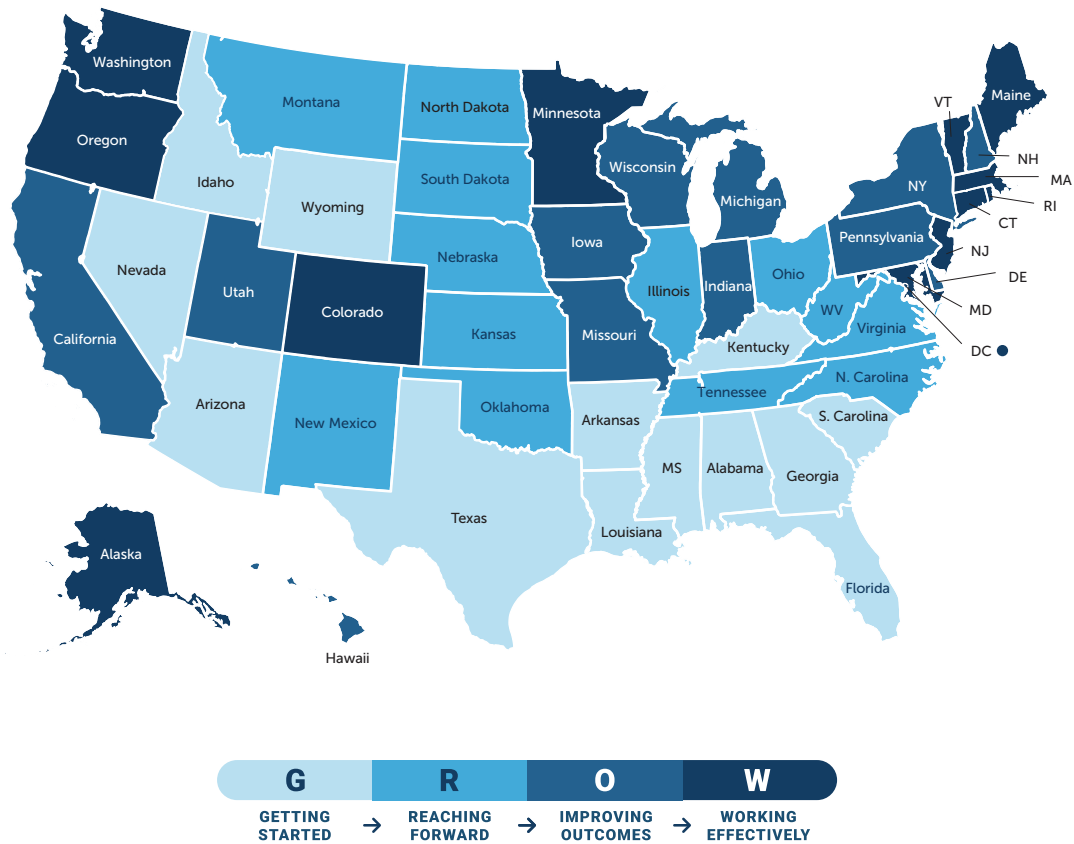 Washington
Oregon
Idaho
Montana
North Dakota
South Dakota
Wyoming
Nebraska
Nevada
Utah
Colorado
Kansas
California
Arizona
New Mexico
Oklahoma
Texas
Minnesota
Iowa
Missouri
Arkansas
Louisiana
Wisconsin
Michigan
Illinois
Indiana
Ohio
Kentucky
Tennessee
MS
Alabama
Georgia
Florida
S. Carolina
N. Carolina
Virginia
WV
Pennsylvania
NY
VT
Maine
NH
MA
RI
CT
NJ
DE
MD
DC
Alaska
Hawaii
G R O W
GETTING STARTED
REACHING FORWARD
IMPROVING OUTCOMES
WORKING EFFECTIVELY